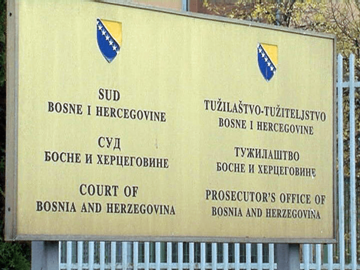 SUD
BOSNE I HERCEGOVINE
СУД
БОСНЕ И ХЕРЦЕГОВИНЕ
COURT OF
BOSNIA AND HERZEGOVINA
TUŽILAŠTVO-TUŽITELJSTVO
BOSNE I HERCEGOVINE
ТУЖИЛАШТВО
БОСНЕ И ХЕРЦЕГОВИНЕ
PROSECUTOR'S OFFICE OF
BOSNIA AND HERZEGOVINA